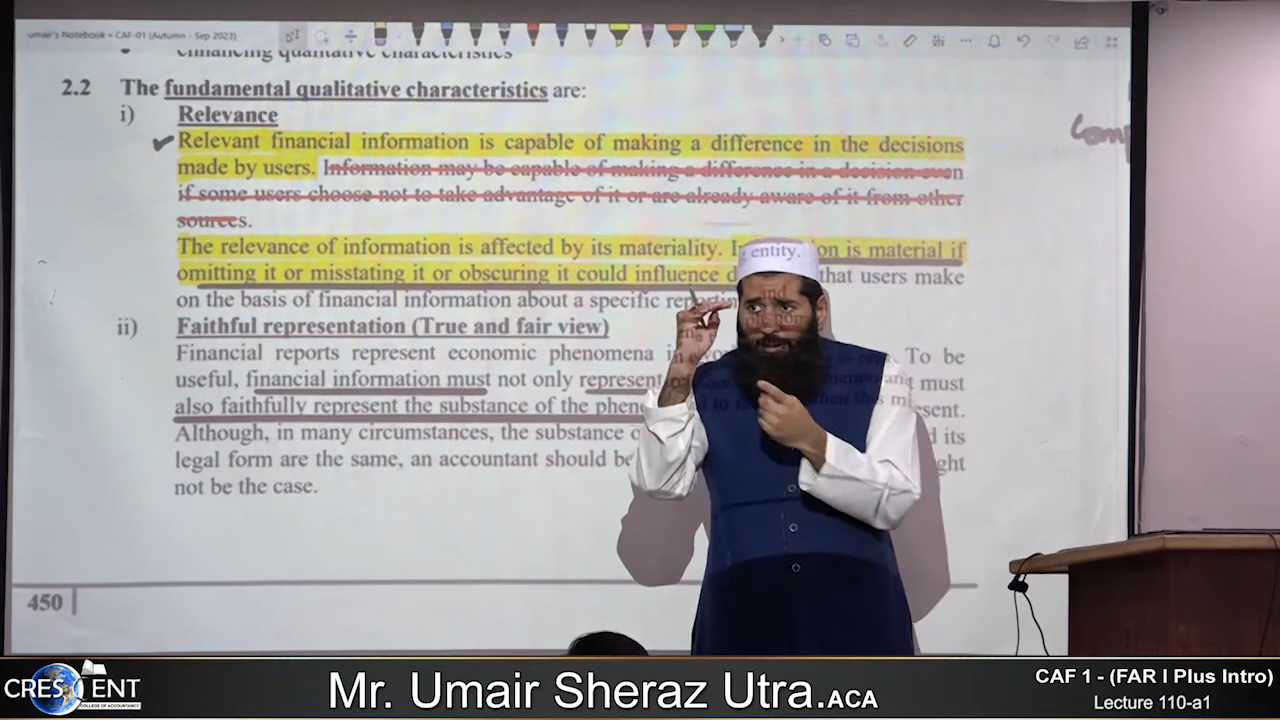 umair's Notebook » CAF-01 (Autumn - Sep 2023)
enhancing qualitative characteristics
2.2 The fundamental qualitative characteristics are:
i) Relevance
Relevant financial information is capable of making a difference in the decisions
made by users. Information may be capable of making a difference in a decision even
if some users choose not to take advantage of it or are already aware of it from other
sources.
The relevance of information is affected by its materiality. is material if
omitting it or misstating it or obscuring it could influence that users make
on the basis of financial information about a specific entity.
ii) Faithful representation (True and fair view)
Financial reports represent economic phenomena To be
useful, financial information must not only represent must
also faithfully represent the substance of the
Although, in many circumstances, the substance its
legal form are the same, an accountant should
not be the case.
450
CRESCENT
COLLEGE OF ACCOUNTANCY
Mr. Umair Sheraz Utra.ACA
CAF 1 - (FAR I Plus Intro)
Lecture 110-a1